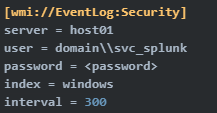 [wmi://EventLog:Security]
server = host01
user = domain\\svc_splunk
password = <password>
index = windows
interval = 300